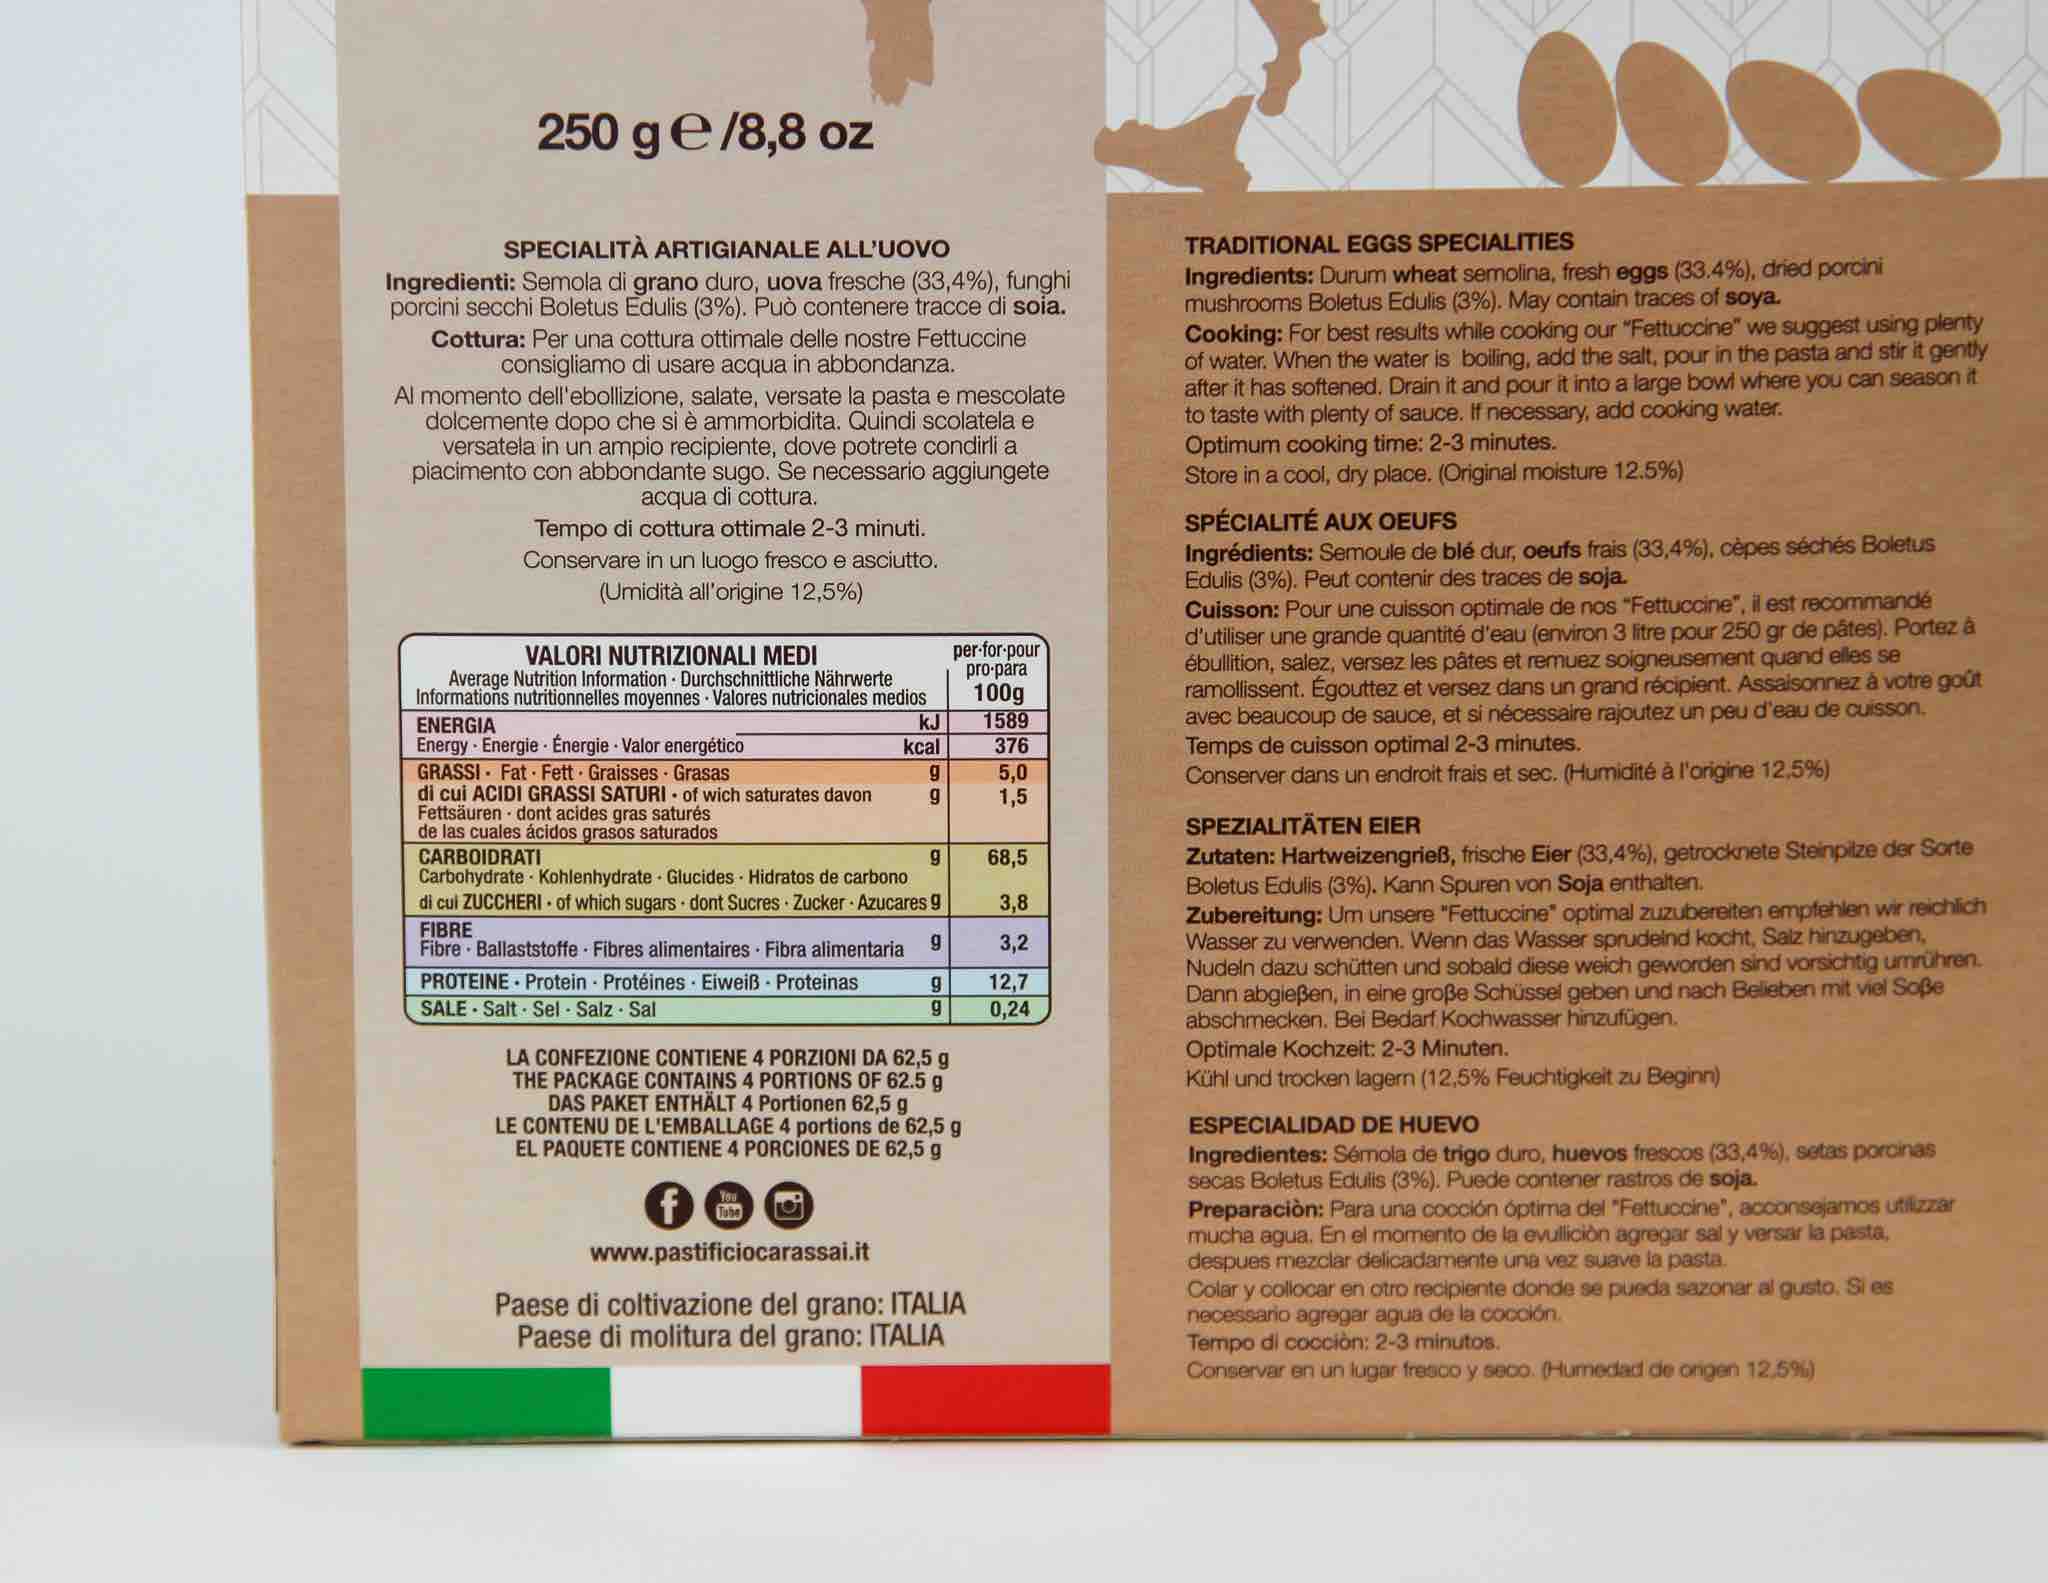 250 g e /8,8 oz
SPECIALITÀ ARTIGIANALE ALL'UOVO
Ingredienti: Semola di grano duro, uova fresche (33,4%), funghi
porcini secchi Boletus Edulis (3%). Può contenere tracce di soia.
Cottura: Per una cottura ottimale delle nostre Fettuccine
consigliamo di usare acqua in abbondanza.
Al momento dell'ebollizione, salate, versate la pasta e mescolate
dolcemente dopo che si è ammorbidita. Quindi scolatela e
versatela in un ampio recipiente, dove potrete condirli a
piacimento con abbondante sugo. Se necessario aggiungete
acqua di cottura.
Tempo di cottura ottimale 2-3 minuti.
Conservare in un luogo fresco e asciutto.
(Umidità all'origine 12,5%)
VALORI NUTRIZIONALI MEDI
Average Nutrition Information · Durchschnittliche Nährwerte
Informations nutritionnelles moyennes · Valores nutricionales medios
per·for·pour
pro·para
100g
ENERGIA kJ 1589
Energy · Energie · Énergie · Valor energético kcal 376
GRASSI · Fat · Fett · Graisses · Grasas g 5,0
di cui ACIDI GRASSI SATURI · of wich saturates davon g 1,5
Fettsäuren · dont acides gras saturés
de las cuales ácidos grasos saturados
CARBOIDRATI g 68,5
Carbohydrate · Kohlenhydrate · Glucides · Hidratos de carbono
di cui ZUCCHERI · of which sugars · dont Sucres · Zucker · Azucares g 3,8
FIBRE
Fibre · Ballaststoffe · Fibres alimentaires · Fibra alimentaria g 3,2
PROTEINE · Protein · Protéines · Eiweiß · Proteinas g 12,7
SALE · Salt · Sel · Salz · Sal g 0,24
LA CONFEZIONE CONTIENE 4 PORZIONI DA 62,5 g
THE PACKAGE CONTAINS 4 PORTIONS OF 62.5 g
DAS PAKET ENTHÄLT 4 Portionen 62,5 g
LE CONTENU DE L'EMBALLAGE 4 portions de 62,5 g
EL PAQUETE CONTIENE 4 PORCIONES DE 62,5 g
f You Tube
www.pastificiocarassai.it
Paese di coltivazione del grano: ITALIA
Paese di molitura del grano: ITALIA
TRADITIONAL EGGS SPECIALITIES
Ingredients: Durum wheat semolina, fresh eggs (33.4%), dried porcini
mushrooms Boletus Edulis (3%). May contain traces of soya.
Cooking: For best results while cooking our "Fettuccine" we suggest using plenty
of water. When the water is boiling, add the salt, pour in the pasta and stir it gently
after it has softened. Drain it and pour it into a large bowl where you can season it
to taste with plenty of sauce. If necessary, add cooking water.
Optimum cooking time: 2-3 minutes.
Store in a cool, dry place. (Original moisture 12.5%)
SPÉCIALITÉ AUX OEUFS
Ingrédients: Semoule de blé dur, oeufs frais (33,4%), cèpes séchés Boletus
Edulis (3%). Peut contenir des traces de soja.
Cuisson: Pour une cuisson optimale de nos "Fettuccine", il est recommandé
d'utiliser une grande quantité d'eau (environ 3 litre pour 250 gr de pâtes). Portez à
ébullition, salez, versez les pâtes et remuez soigneusement quand elles se
ramollissent. Égouttez et versez dans un grand récipient. Assaisonnez à votre goût
avec beaucoup de sauce, et si nécessaire rajoutez un peu d'eau de cuisson.
Temps de cuisson optimal 2-3 minutes.
Conserver dans un endroit frais et sec. (Humidité à l'origine 12,5%)
SPEZIALITÄTEN EIER
Zutaten: Hartweizengrieß, frische Eier (33,4%), getrocknete Steinpilze der Sorte
Boletus Edulis (3%). Kann Spuren von Soja enthalten.
Zubereitung: Um unsere "Fettuccine" optimal zuzubereiten empfehlen wir reichlich
Wasser zu verwenden. Wenn das Wasser sprudelnd kocht, Salz hinzugeben,
Nudeln dazu schütten und sobald diese weich geworden sind vorsichtig umrühren.
Dann abgießen, in eine große Schüssel geben und nach Belieben mit viel Soße
abschmecken. Bei Bedarf Kochwasser hinzufügen.
Optimale Kochzeit: 2-3 Minuten.
Kühl und trocken lagern (12,5% Feuchtigkeit zu Beginn)
ESPECIALIDAD DE HUEVO
Ingredientes: Sémola de trigo duro, huevos frescos (33,4%), setas porcinas
secas Boletus Edulis (3%). Puede contener rastros de soja.
Preparaciòn: Para una cocción óptima del "Fettuccine", acconsejamos utilizzar
mucha agua. En el momento de la evulliciòn agregar sal y versar la pasta,
despues mezclar delicadamente una vez suave la pasta.
Colar y collocar en otro recipiente donde se pueda sazonar al gusto. Si es
necessario agregar agua de la cocción.
Tempo di cocciòn: 2-3 minutos.
Conservar en un lugar fresco y seco. (Humedad de origen 12,5%)